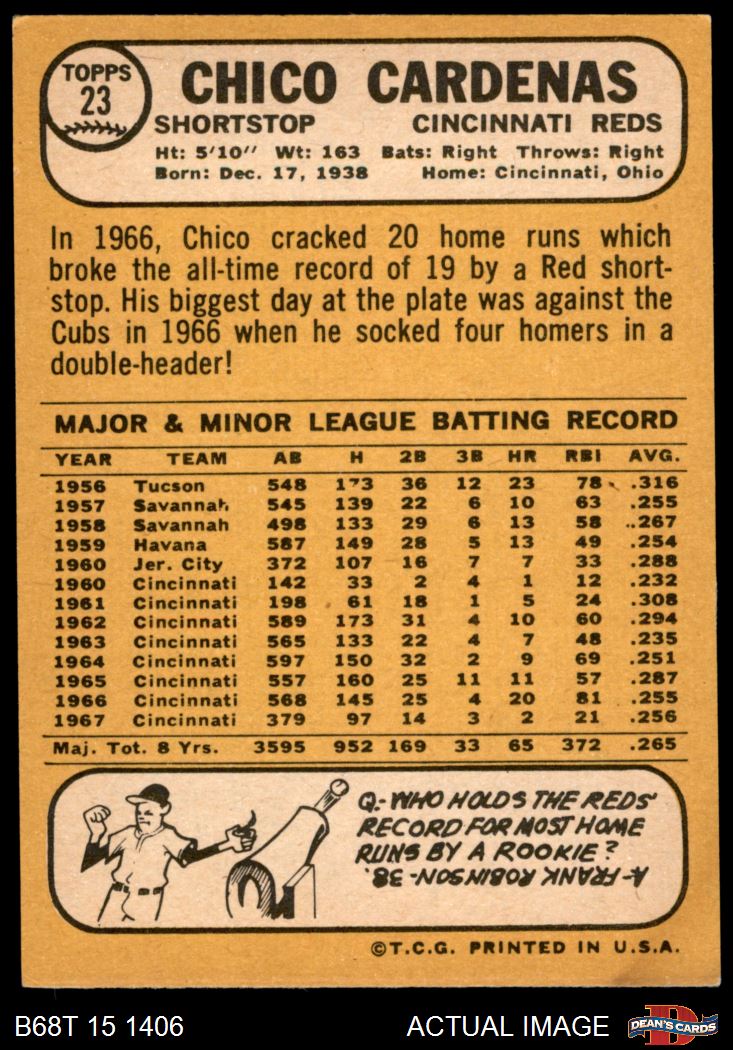 TOPPS
23
CHICO CARDENAS
SHORTSTOP CINCINNATI REDS
Ht: 5'10" Wt: 163 Bats: Right Throws: Right
Born: Dec. 17, 1938 Home: Cincinnati, Ohio
In 1966, Chico cracked 20 home runs which
broke the all-time record of 19 by a Red short-
stop. His biggest day at the plate was against the
Cubs in 1966 when he socked four homers in a
double-header!
MAJOR & MINOR LEAGUE BATTING RECORD
YEAR TEAM AB H 2B 3B HR RBI AVG.
1956 Tucson 548 173 36 12 23 78 .316
1957 Savannah 545 139 22 6 10 63 .255
1958 Savannah 498 133 29 6 13 58 .267
1959 Havana 587 149 28 5 13 49 .254
1960 Jer. City 372 107 16 7 7 33 .288
1960 Cincinnati 142 33 2 4 1 12 .232
1961 Cincinnati 198 61 18 1 5 24 .308
1962 Cincinnati 589 173 31 4 10 60 .294
1963 Cincinnati 565 133 22 4 7 48 .235
1964 Cincinnati 597 150 32 2 9 69 .251
1965 Cincinnati 557 160 25 11 11 57 .287
1966 Cincinnati 568 145 25 4 20 81 .255
1967 Cincinnati 379 97 14 3 2 21 .256
Maj. Tot. 8 Yrs. 3595 952 169 33 65 372 .265
Q.- WHO HOLDS THE REDS'
RECORD FOR MOST HOME
RUNS BY A ROOKIE?
A- FRANK ROBINSON- 38.
©T.C.G. PRINTED IN U.S.A.
B68T 15 1406 ACTUAL IMAGE D DEAN'S CARDS